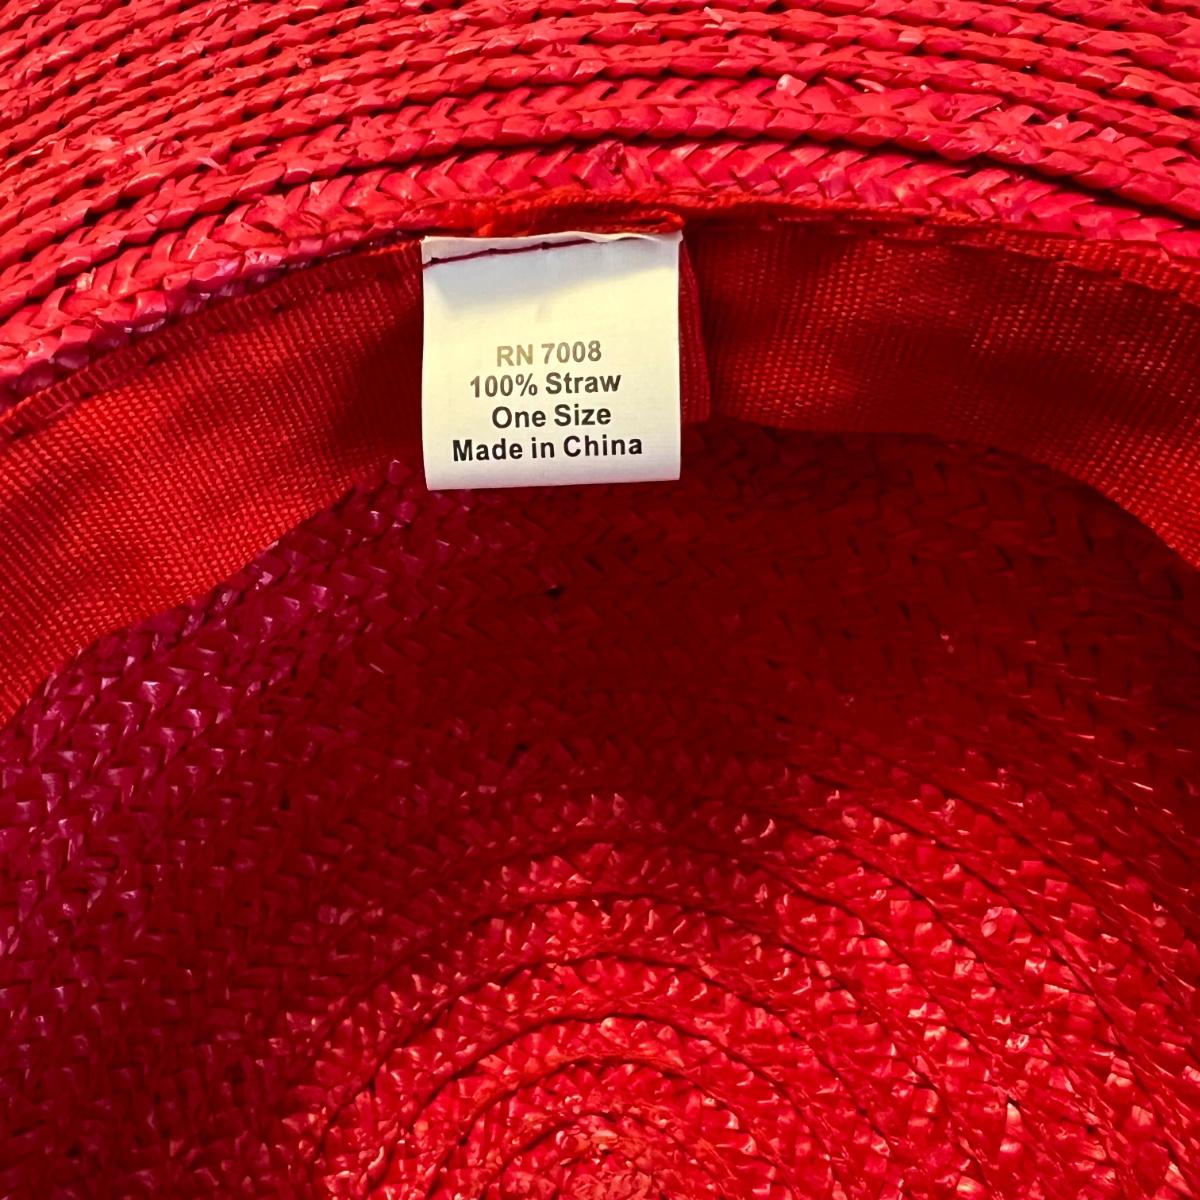 RN 7008
100% Straw
One Size
Made in China